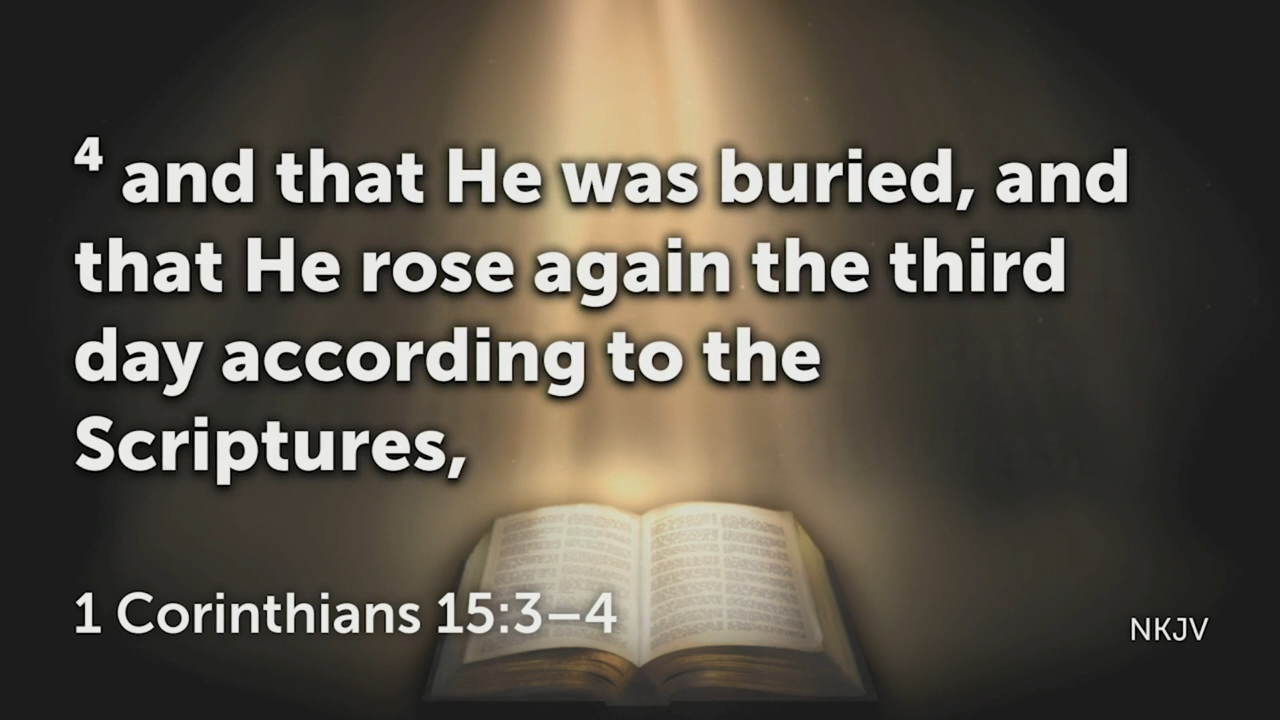 4 and that He was buried, and
that He rose again the third
day according to the
Scriptures,
1 Corinthians 15:3–4
NKJV